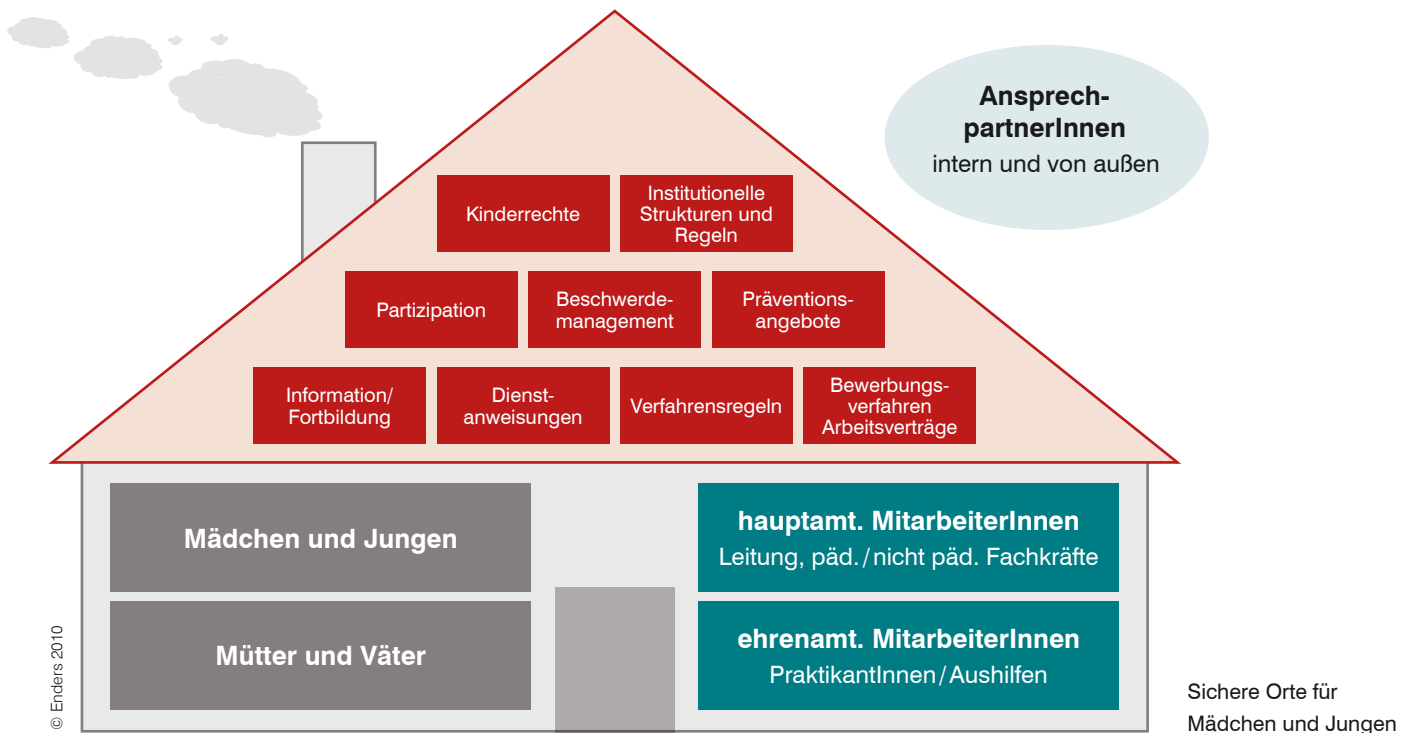 Ansprech-
partnerInnen
intern und von außen
Kinderrechte
Institutionelle
Strukturen und
Regeln
Partizipation
Beschwerde-
management
Präventions-
angebote
Information/
Fortbildung
Dienst-
anweisungen
Verfahrensregeln
Bewerbungs-
verfahren
Arbeitsverträge
Mädchen und Jungen
hauptamt. MitarbeiterInnen
Leitung, päd./nicht päd. Fachkräfte
Mütter und Väter
ehrenamt. MitarbeiterInnen
PraktikantInnen/Aushilfen
© Enders 2010
Sichere Orte für
Mädchen und Jungen